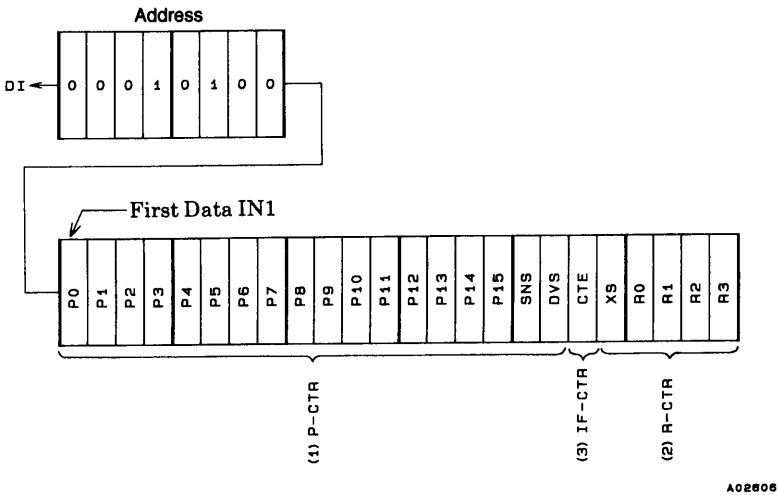 Address
DI
0 0 0 1 0 1 0 0
First Data IN1
P0 P1 P2 P3 P4 P5 P6 P7 P8 P9 P10 P11 P12 P13 P14 P15 SNS DVS CTE XS R0 R1 R2 R3
(1) P-CTR
(3) IF-CTR
(2) R-CTR
A02606